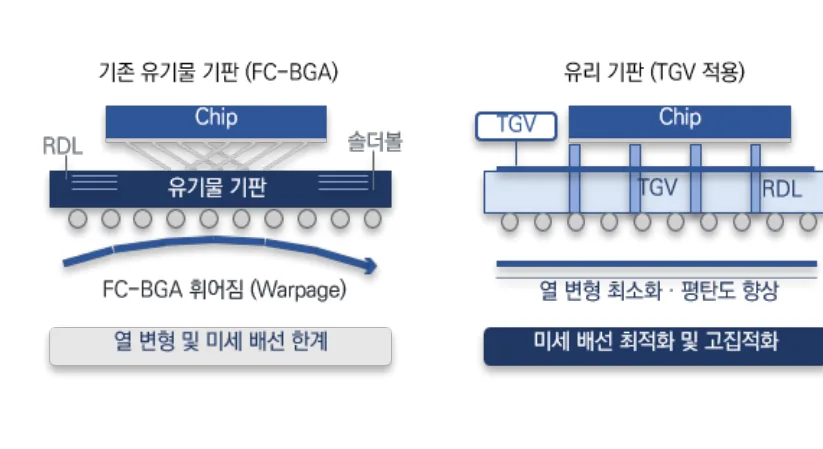 기존 유기물 기판 (FC-BGA)
Chip
RDL
솔더볼
유기물 기판
FC-BGA 휘어짐 (Warpage)
열 변형 및 미세 배선 한계
유리 기판 (TGV 적용)
TGV
Chip
TGV
RDL
열 변형 최소화 · 평탄도 향상
미세 배선 최적화 및 고집적화